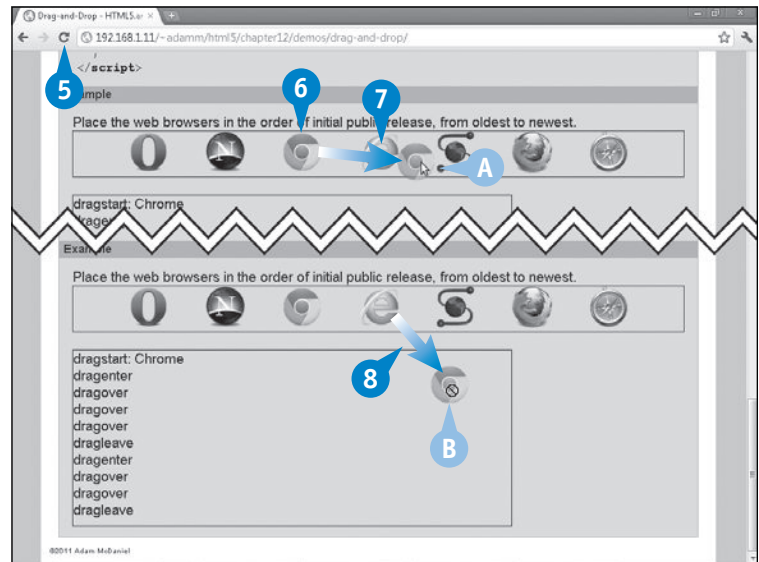 Drag-and-Drop - HTML5.ar
192.168.1.11/~adamm/html5/chapter12/demos/drag-and-drop/
</script>
5
6
7
Place the web browsers in the order of initial public release, from oldest to newest.
N
A
dragstart: Chrome
Example
Place the web browsers in the order of initial public release, from oldest to newest.
N
dragstart: Chrome
dragenter
dragover
dragover
dragover
dragleave
dragenter
dragover
dragover
dragleave
8
B
©2011 Adam McDaniel